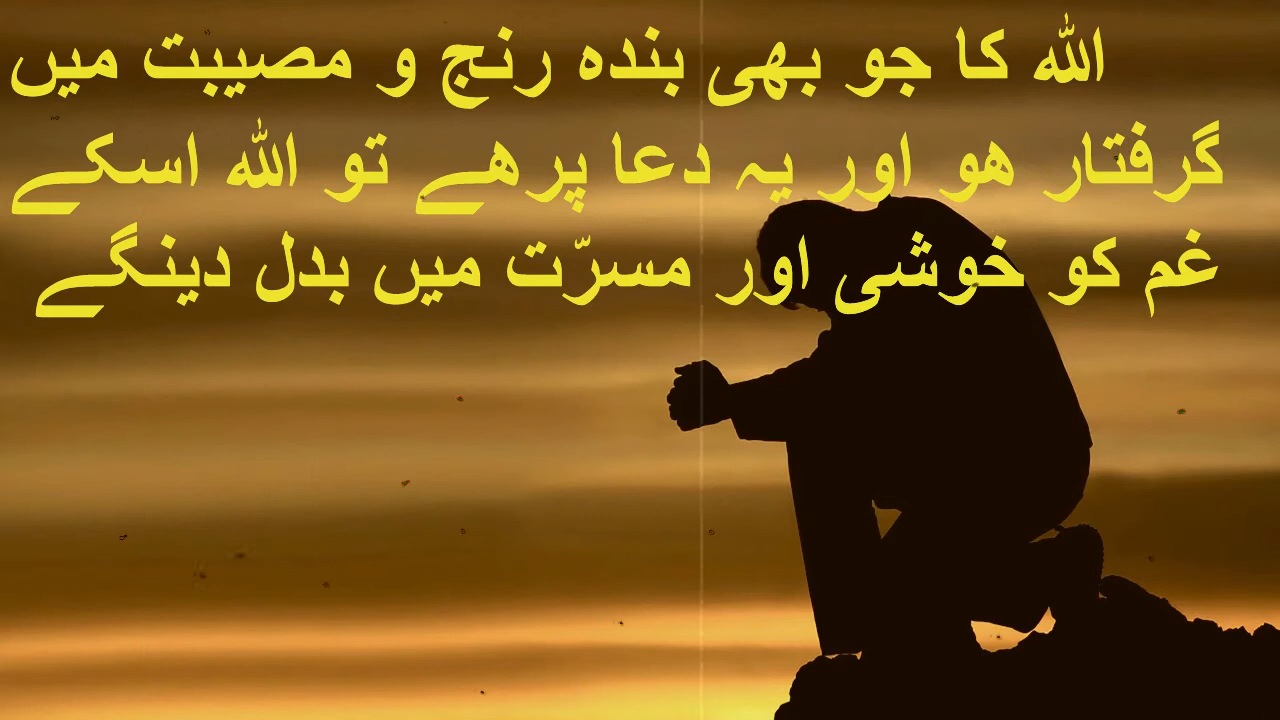 اللہ کا جو بھی بندہ رنج و مصیبت میں
گرفتار ھو اور یہ دعا پرھے تو اللہ اسکے
غم کو خوشی اور مسرّت میں بدل دینگے